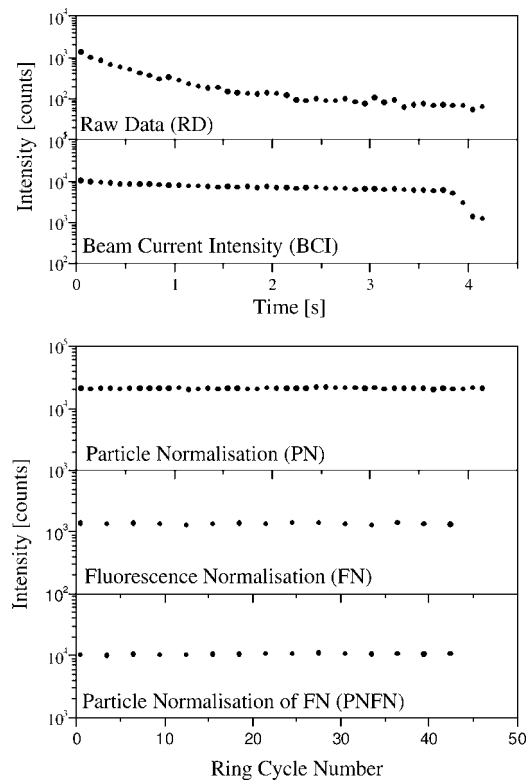 10⁴
10³
10²
Raw Data (RD)
10⁵
10⁴
Beam Current Intensity (BCI)
Intensity [counts]
0 1 2 3 4
Time [s]
10⁵
10⁴
Particle Normalisation (PN)
10³
10³
Fluorescence Normalisation (FN)
10²
10⁴
Particle Normalisation of FN (PNFN)
10³
Intensity [counts]
0 10 20 30 40 50
Ring Cycle Number